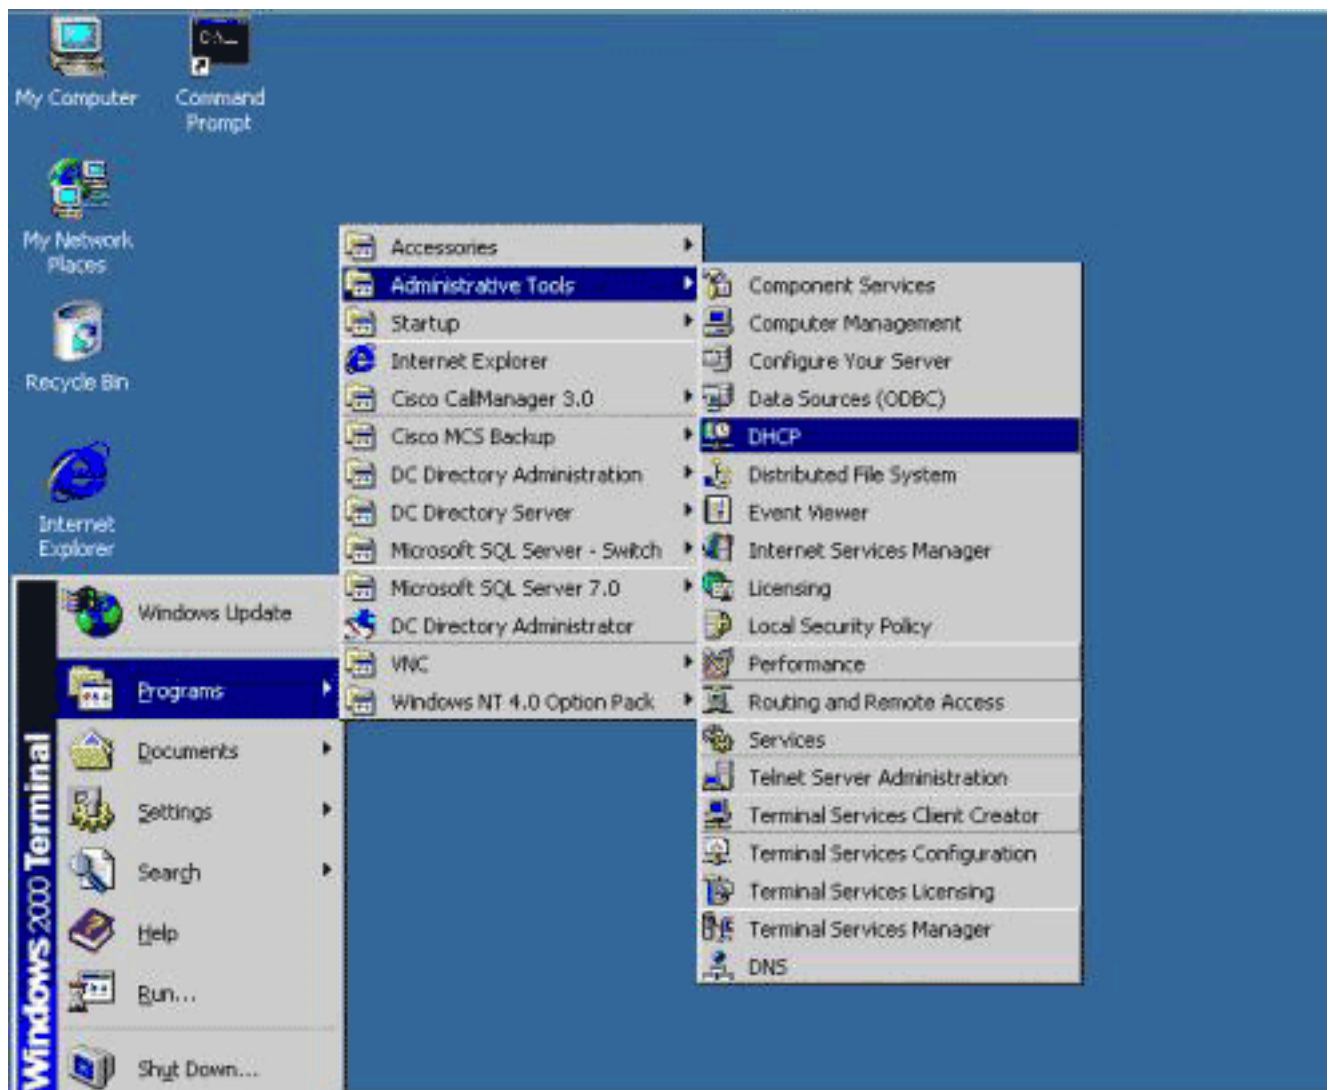 My Computer
Command
Prompt
My Network
Places
Recycle Bin
Internet
Explorer
Windows 2000 Terminal
Windows Update
Programs
Documents
Settings
Search
Help
Run...
Shut Down...
Accessories
Administrative Tools
Startup
Internet Explorer
Cisco CallManager 3.0
Cisco MCS Backup
DC Directory Administration
DC Directory Server
Microsoft SQL Server - Switch
Microsoft SQL Server 7.0
DC Directory Administrator
VNC
Windows NT 4.0 Option Pack
Component Services
Computer Management
Configure Your Server
Data Sources (ODBC)
DHCP
Distributed File System
Event Viewer
Internet Services Manager
Licensing
Local Security Policy
Performance
Routing and Remote Access
Services
Telnet Server Administration
Terminal Services Client Creator
Terminal Services Configuration
Terminal Services Licensing
Terminal Services Manager
DNS